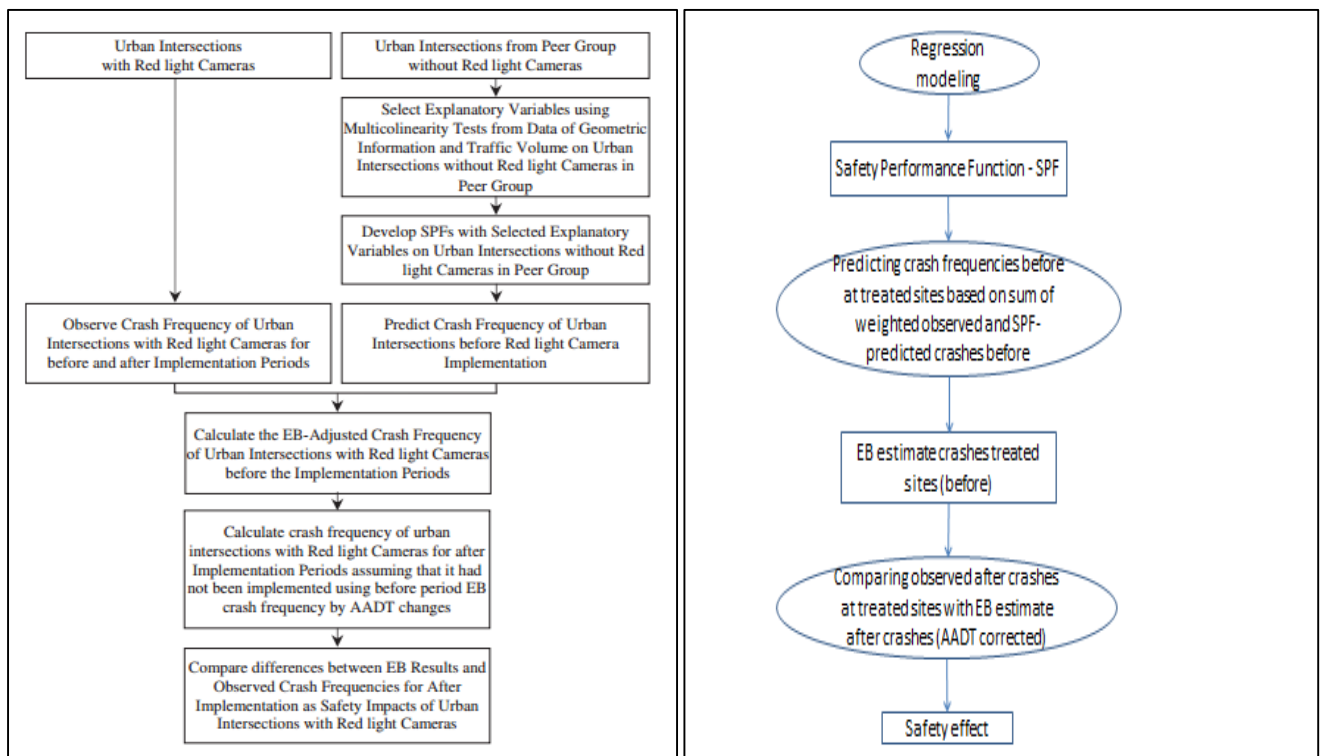 Urban Intersections
with Red light Cameras
Urban Intersections from Peer Group
without Red light Cameras
Select Explanatory Variables using
Multicolinearity Tests from Data of Geometric
Information and Traffic Volume on Urban
Intersections without Red light Cameras in
Peer Group
Develop SPFs with Selected Explanatory
Variables on Urban Intersections without Red
light Cameras in Peer Group
Observe Crash Frequency of Urban
Intersections with Red light Cameras for
before and after Implementation Periods
Predict Crash Frequency of Urban
Intersections before Red light Camera
Implementation
Calculate the EB-Adjusted Crash Frequency
of Urban Intersections with Red light Cameras
before the Implementation Periods
Calculate crash frequency of urban
intersections with Red light Cameras for after
Implementation Periods assuming that it had
not been implemented using before period EB
crash frequency by AADT changes
Compare differences between EB Results and
Observed Crash Frequencies for After
Implementation as Safety Impacts of Urban
Intersections with Red light Cameras
Regression
modeling
Safety Performance Function - SPF
Predicting crash frequencies before
at treated sites based on sum of
weighted observed and SPF-
predicted crashes before
EB estimate crashes treated
sites (before)
Comparing observed after crashes
at treated sites with EB estimate
after crashes (AADT corrected)
Safety effect